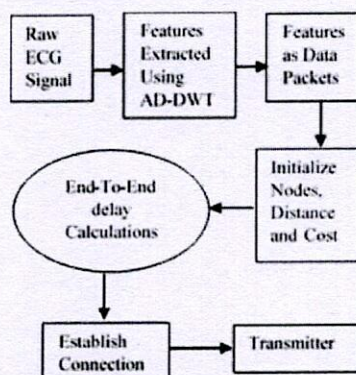 Raw
ECG
Signal
Features
Extracted
Using
AD-DWT
Features
as Data
Packets
Initialize
Nodes,
Distance
and Cost
End-To-End
delay
Calculations
Establish
Connection
Transmitter